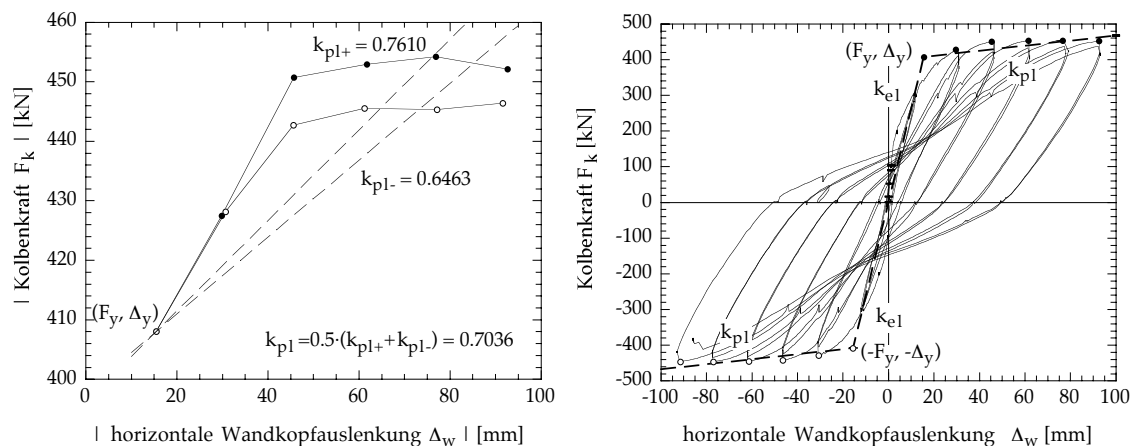 | Kolbenkraft F_k | [kN]
460
450
440
430
420
410
400
k_pl+ = 0.7610
k_pl- = 0.6463
(F_y, Δ_y)
k_pl = 0.5·(k_pl+ + k_pl-) = 0.7036
0 20 40 60 80 100
| horizontale Wandkopfauslenkung Δ_w | [mm]
Kolbenkraft F_k [kN]
500
400
300
200
100
0
-100
-200
-300
-400
-500
(F_y, Δ_y)
k_el
k_pl
k_el
k_pl
(-F_y, -Δ_y)
-100 -80 -60 -40 -20 0 20 40 60 80 100
horizontale Wandkopfauslenkung Δ_w [mm]